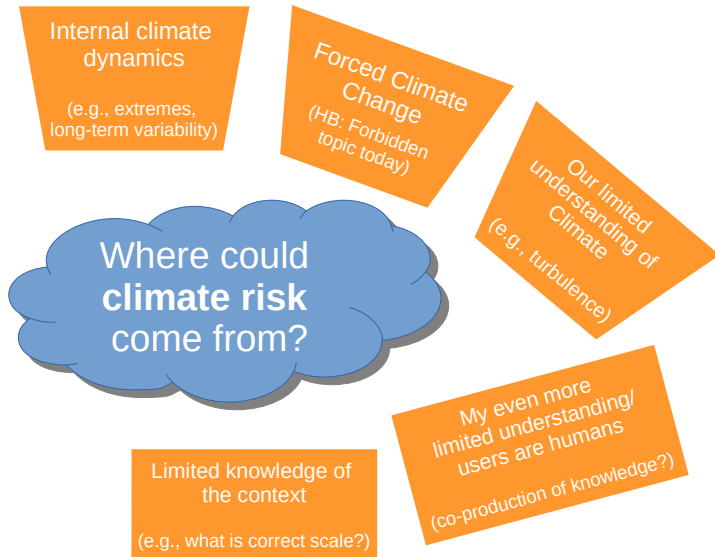 Internal climate
dynamics
(e.g., extremes,
long-term variability)
Forced Climate
Change
(HB: Forbidden
topic today)
Our limited
understanding of
Climate
(e.g., turbulence)
Where could
climate risk
come from?
My even more
limited understanding/
users are humans
(co-production of knowledge?)
Limited knowledge of
the context
(e.g., what is correct scale?)